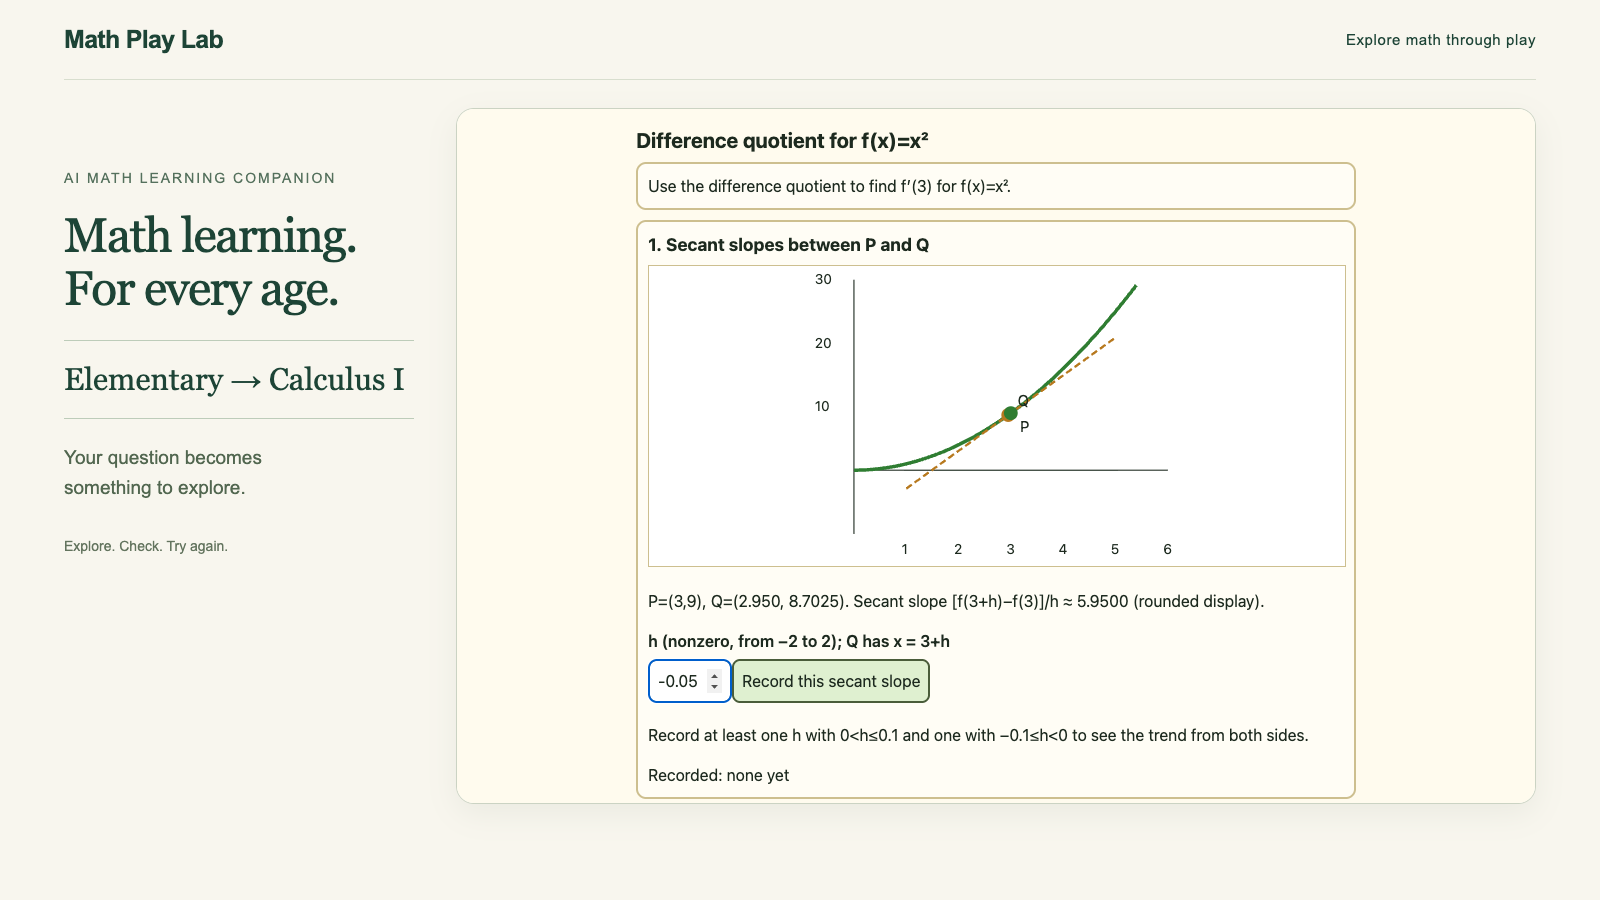 Math Play Lab
Explore math through play
AI MATH LEARNING COMPANION
Math learning.
For every age.
Elementary → Calculus I
Your question becomes
something to explore.
Explore. Check. Try again.
Difference quotient for f(x)=x²
Use the difference quotient to find f′(3) for f(x)=x².
1. Secant slopes between P and Q
30
20
10
Q
P
1 2 3 4 5 6
P=(3,9), Q=(2.950, 8.7025). Secant slope [f(3+h)−f(3)]/h ≈ 5.9500 (rounded display).
h (nonzero, from −2 to 2); Q has x = 3+h
-0.05
Record this secant slope
Record at least one h with 0<h≤0.1 and one with −0.1≤h<0 to see the trend from both sides.
Recorded: none yet